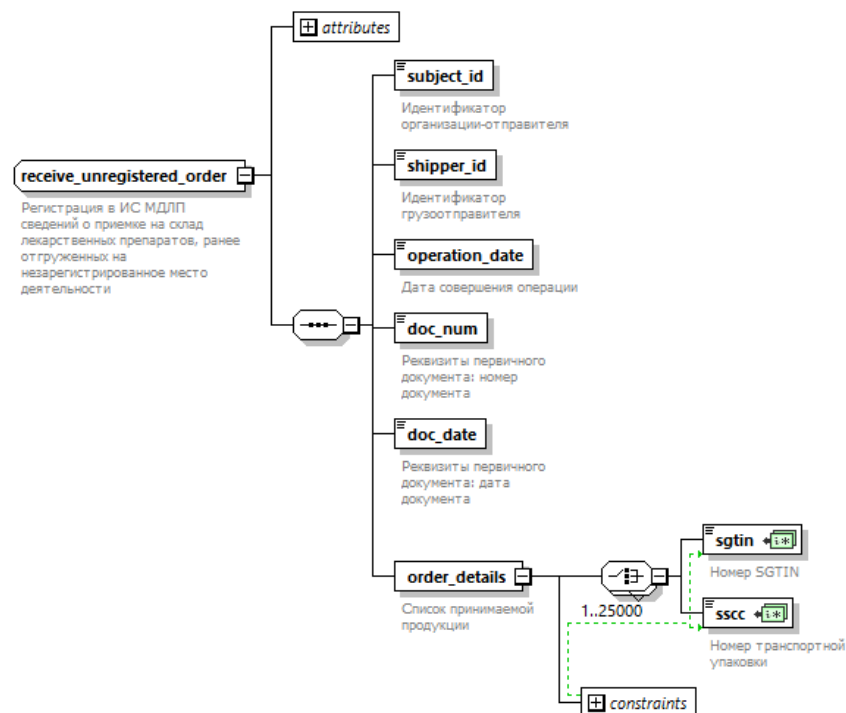 attributes
subject_id
Идентификатор
организации-отправителя
shipper_id
Идентификатор
грузоотправителя
receive_unregistered_order
Регистрация в ИС МДЛП
сведений о приемке на склад
лекарственных препаратов, ранее
отгруженных на
незарегистрированное место
деятельности
operation_date
Дата совершения операции
doc_num
Реквизиты первичного
документа: номер
документа
doc_date
Реквизиты первичного
документа: дата
документа
order_details
Список принимаемой
продукции
1..25000
sgtin
Номер SGTIN
sscc
Номер транспортной
упаковки
constraints